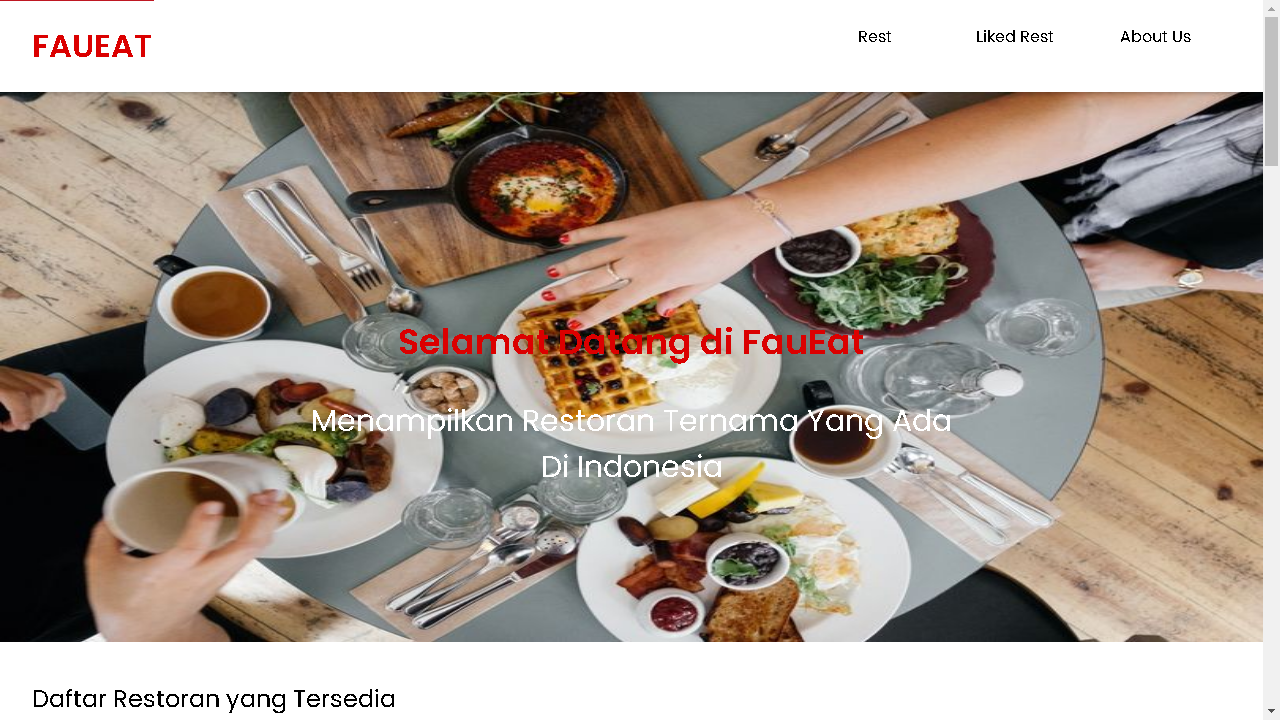 FAUEAT
Rest
Liked Rest
About Us
Selamat Datang di FauEat
Menampilkan Restoran Ternama Yang Ada
Di Indonesia
Daftar Restoran yang Tersedia